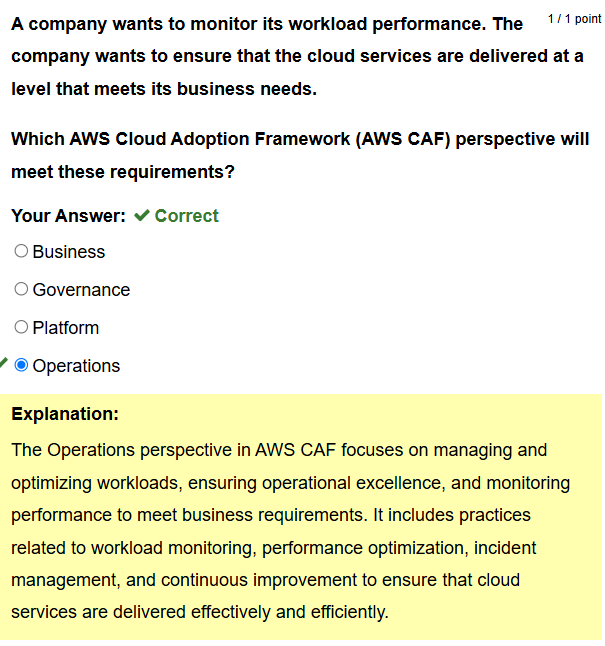 A company wants to monitor its workload performance. The
1 / 1 point
company wants to ensure that the cloud services are delivered at a
level that meets its business needs.
Which AWS Cloud Adoption Framework (AWS CAF) perspective will
meet these requirements?
Your Answer: ✔ Correct
Business
Governance
Platform
Operations
Explanation:
The Operations perspective in AWS CAF focuses on managing and
optimizing workloads, ensuring operational excellence, and monitoring
performance to meet business requirements. It includes practices
related to workload monitoring, performance optimization, incident
management, and continuous improvement to ensure that cloud
services are delivered effectively and efficiently.